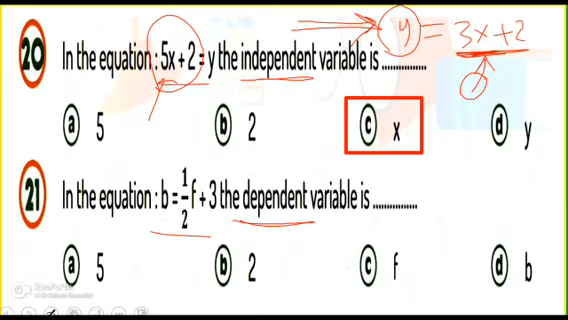 y = 3x+2
20 In the equation : 5x + 2 = y the independent variable is ...............
a 5 b 2 c x d y
21 In the equation : b = 1/2 f + 3 the dependent variable is ...............
a 5 b 2 c f d b